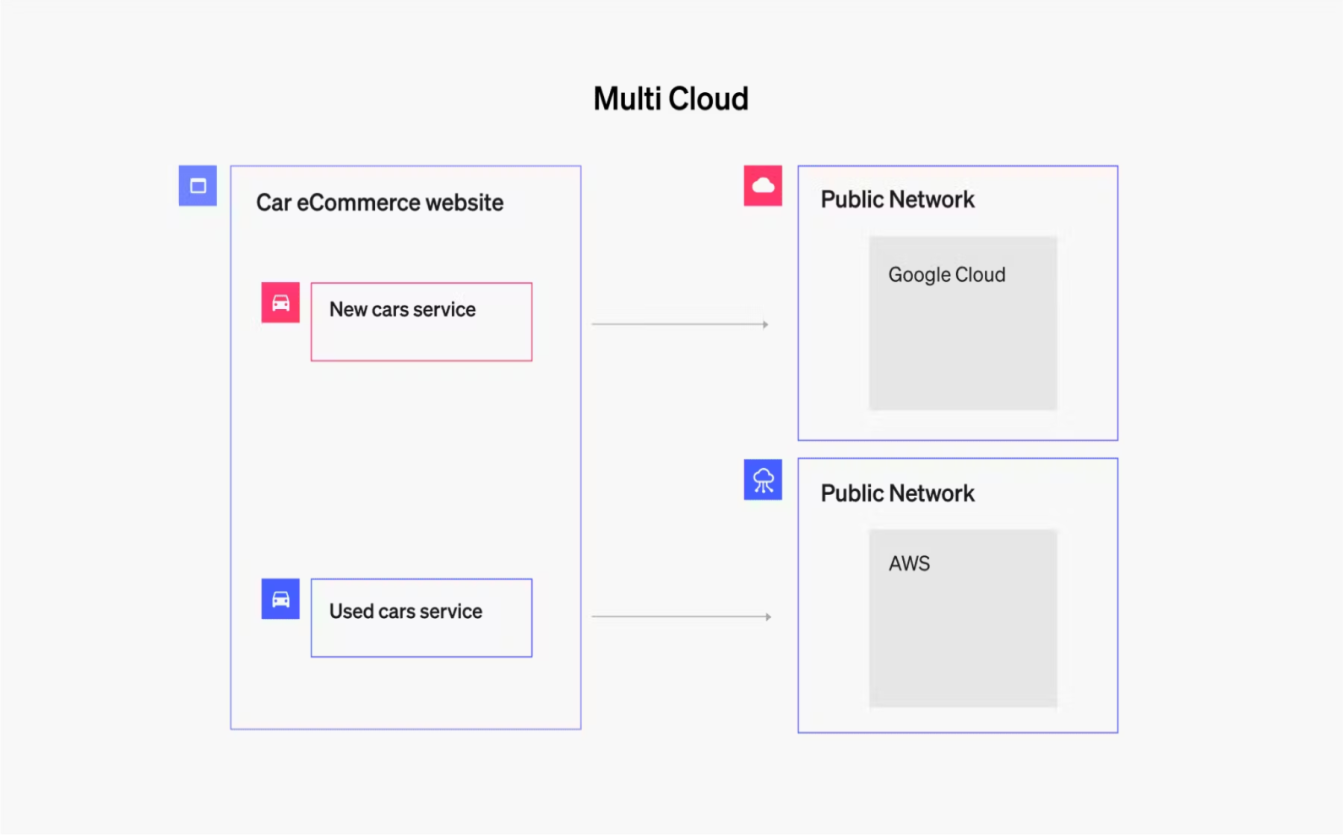 Multi Cloud
Car eCommerce website
New cars service
Used cars service
Public Network
Google Cloud
Public Network
AWS